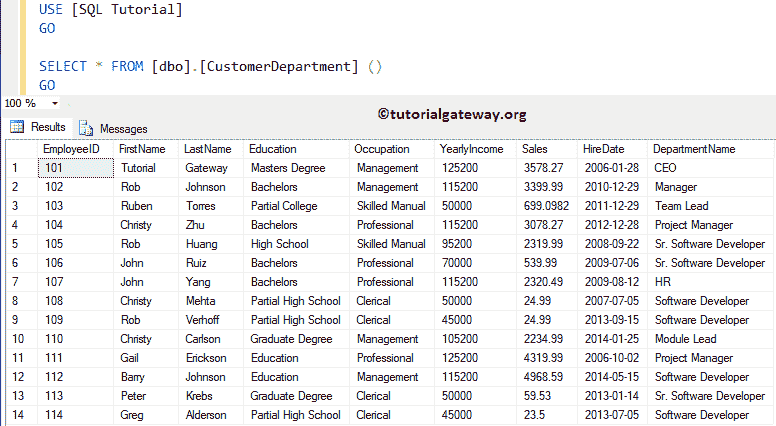 USE [SQL Tutorial]
GO
SELECT * FROM [dbo].[CustomerDepartment] ()
GO
100 %
©tutorialgateway.org
Results Messages
EmployeeID FirstName LastName Education Occupation YearlyIncome Sales HireDate DepartmentName
1 101 Tutorial Gateway Masters Degree Management 125200 3578.27 2006-01-28 CEO
2 102 Rob Johnson Bachelors Management 115200 3399.99 2010-12-29 Manager
3 103 Ruben Torres Partial College Skilled Manual 50000 699.0982 2011-12-29 Team Lead
4 104 Christy Zhu Bachelors Professional 115200 3078.27 2012-12-28 Project Manager
5 105 Rob Huang High School Skilled Manual 95200 2319.99 2008-09-22 Sr. Software Developer
6 106 John Ruiz Bachelors Professional 70000 539.99 2009-07-06 Sr. Software Developer
7 107 John Yang Bachelors Professional 115200 2320.49 2009-08-12 HR
8 108 Christy Mehta Partial High School Clerical 50000 24.99 2007-07-05 Software Developer
9 109 Rob Verhoff Partial High School Clerical 45000 24.99 2013-09-15 Software Developer
10 110 Christy Carlson Graduate Degree Management 105200 2234.99 2014-01-25 Module Lead
11 111 Gail Erickson Education Professional 125200 4319.99 2006-10-02 Project Manager
12 112 Barry Johnson Education Management 115200 4968.59 2014-05-15 Software Developer
13 113 Peter Krebs Graduate Degree Clerical 50000 59.53 2013-01-14 Sr. Software Developer
14 114 Greg Alderson Partial High School Clerical 45000 23.5 2013-07-05 Software Developer